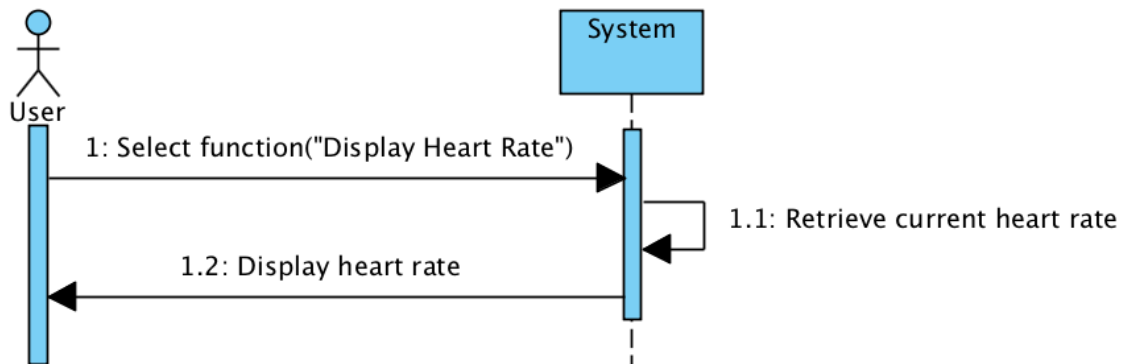 System
User
1: Select function("Display Heart Rate")
1.1: Retrieve current heart rate
1.2: Display heart rate